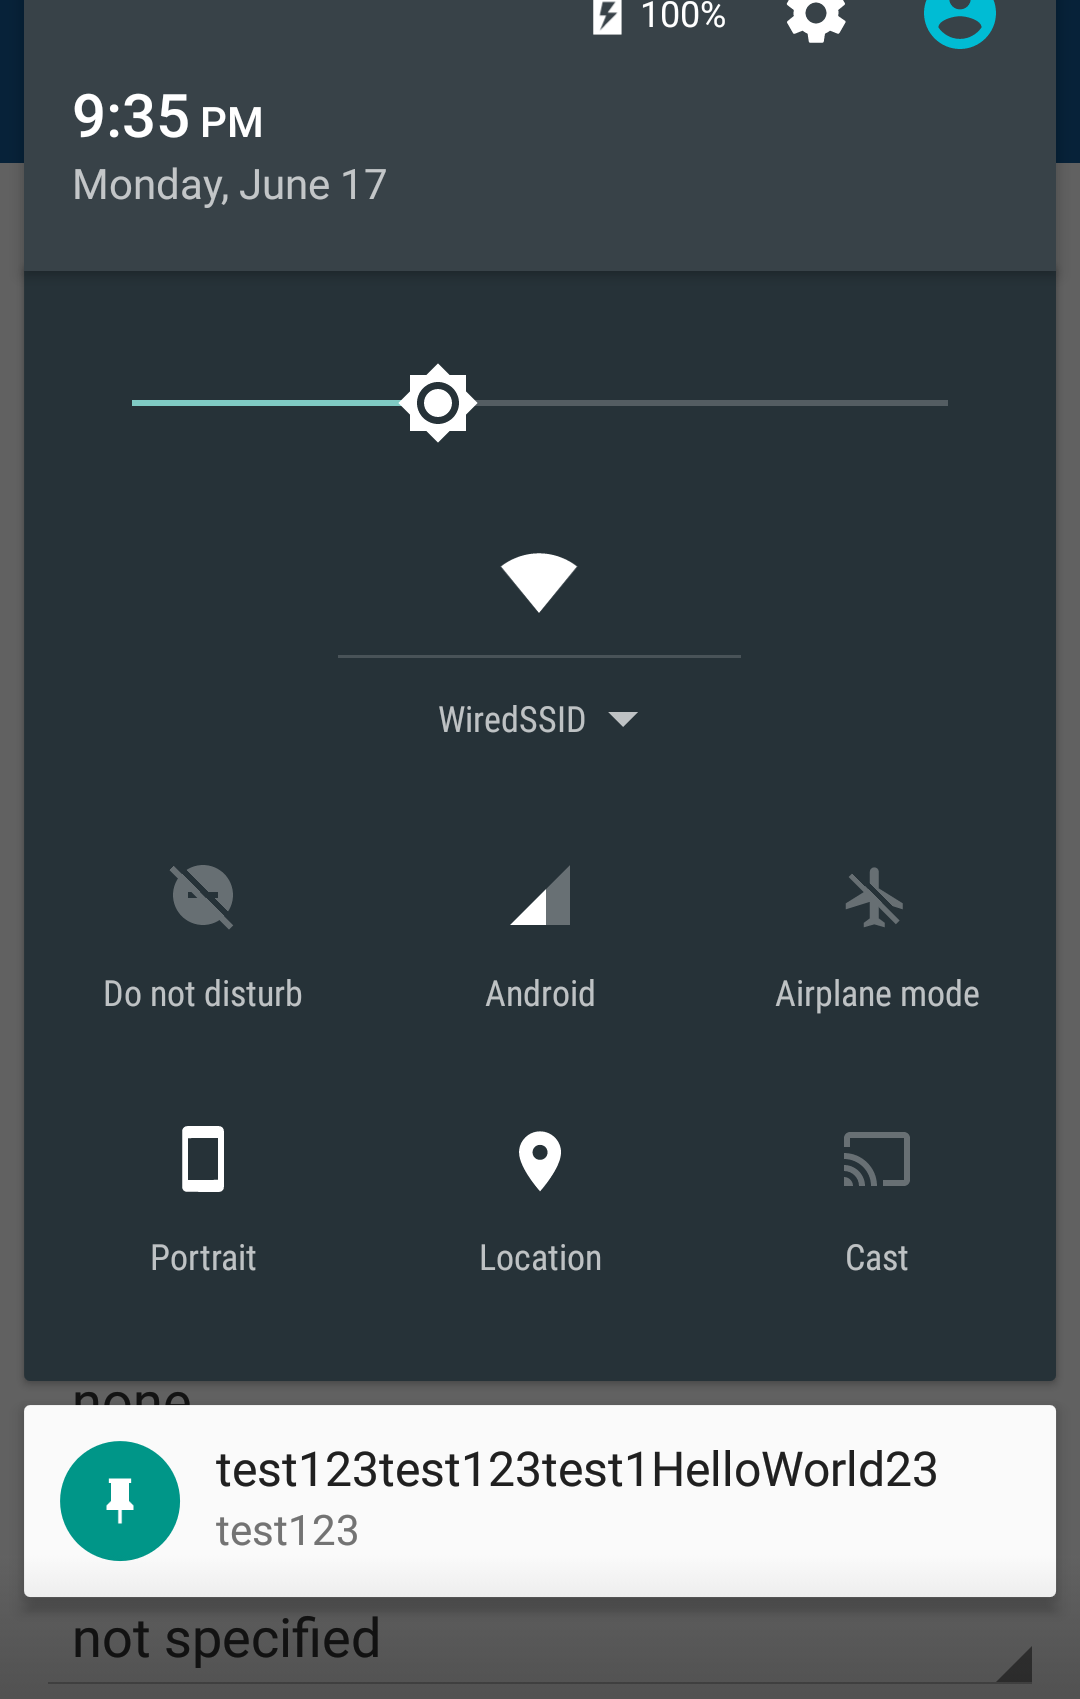 100%
9:35 PM
Monday, June 17
WiredSSID
Do not disturb
Android
Airplane mode
Portrait
Location
Cast
none
test123test123test1HelloWorld23
test123
not specified